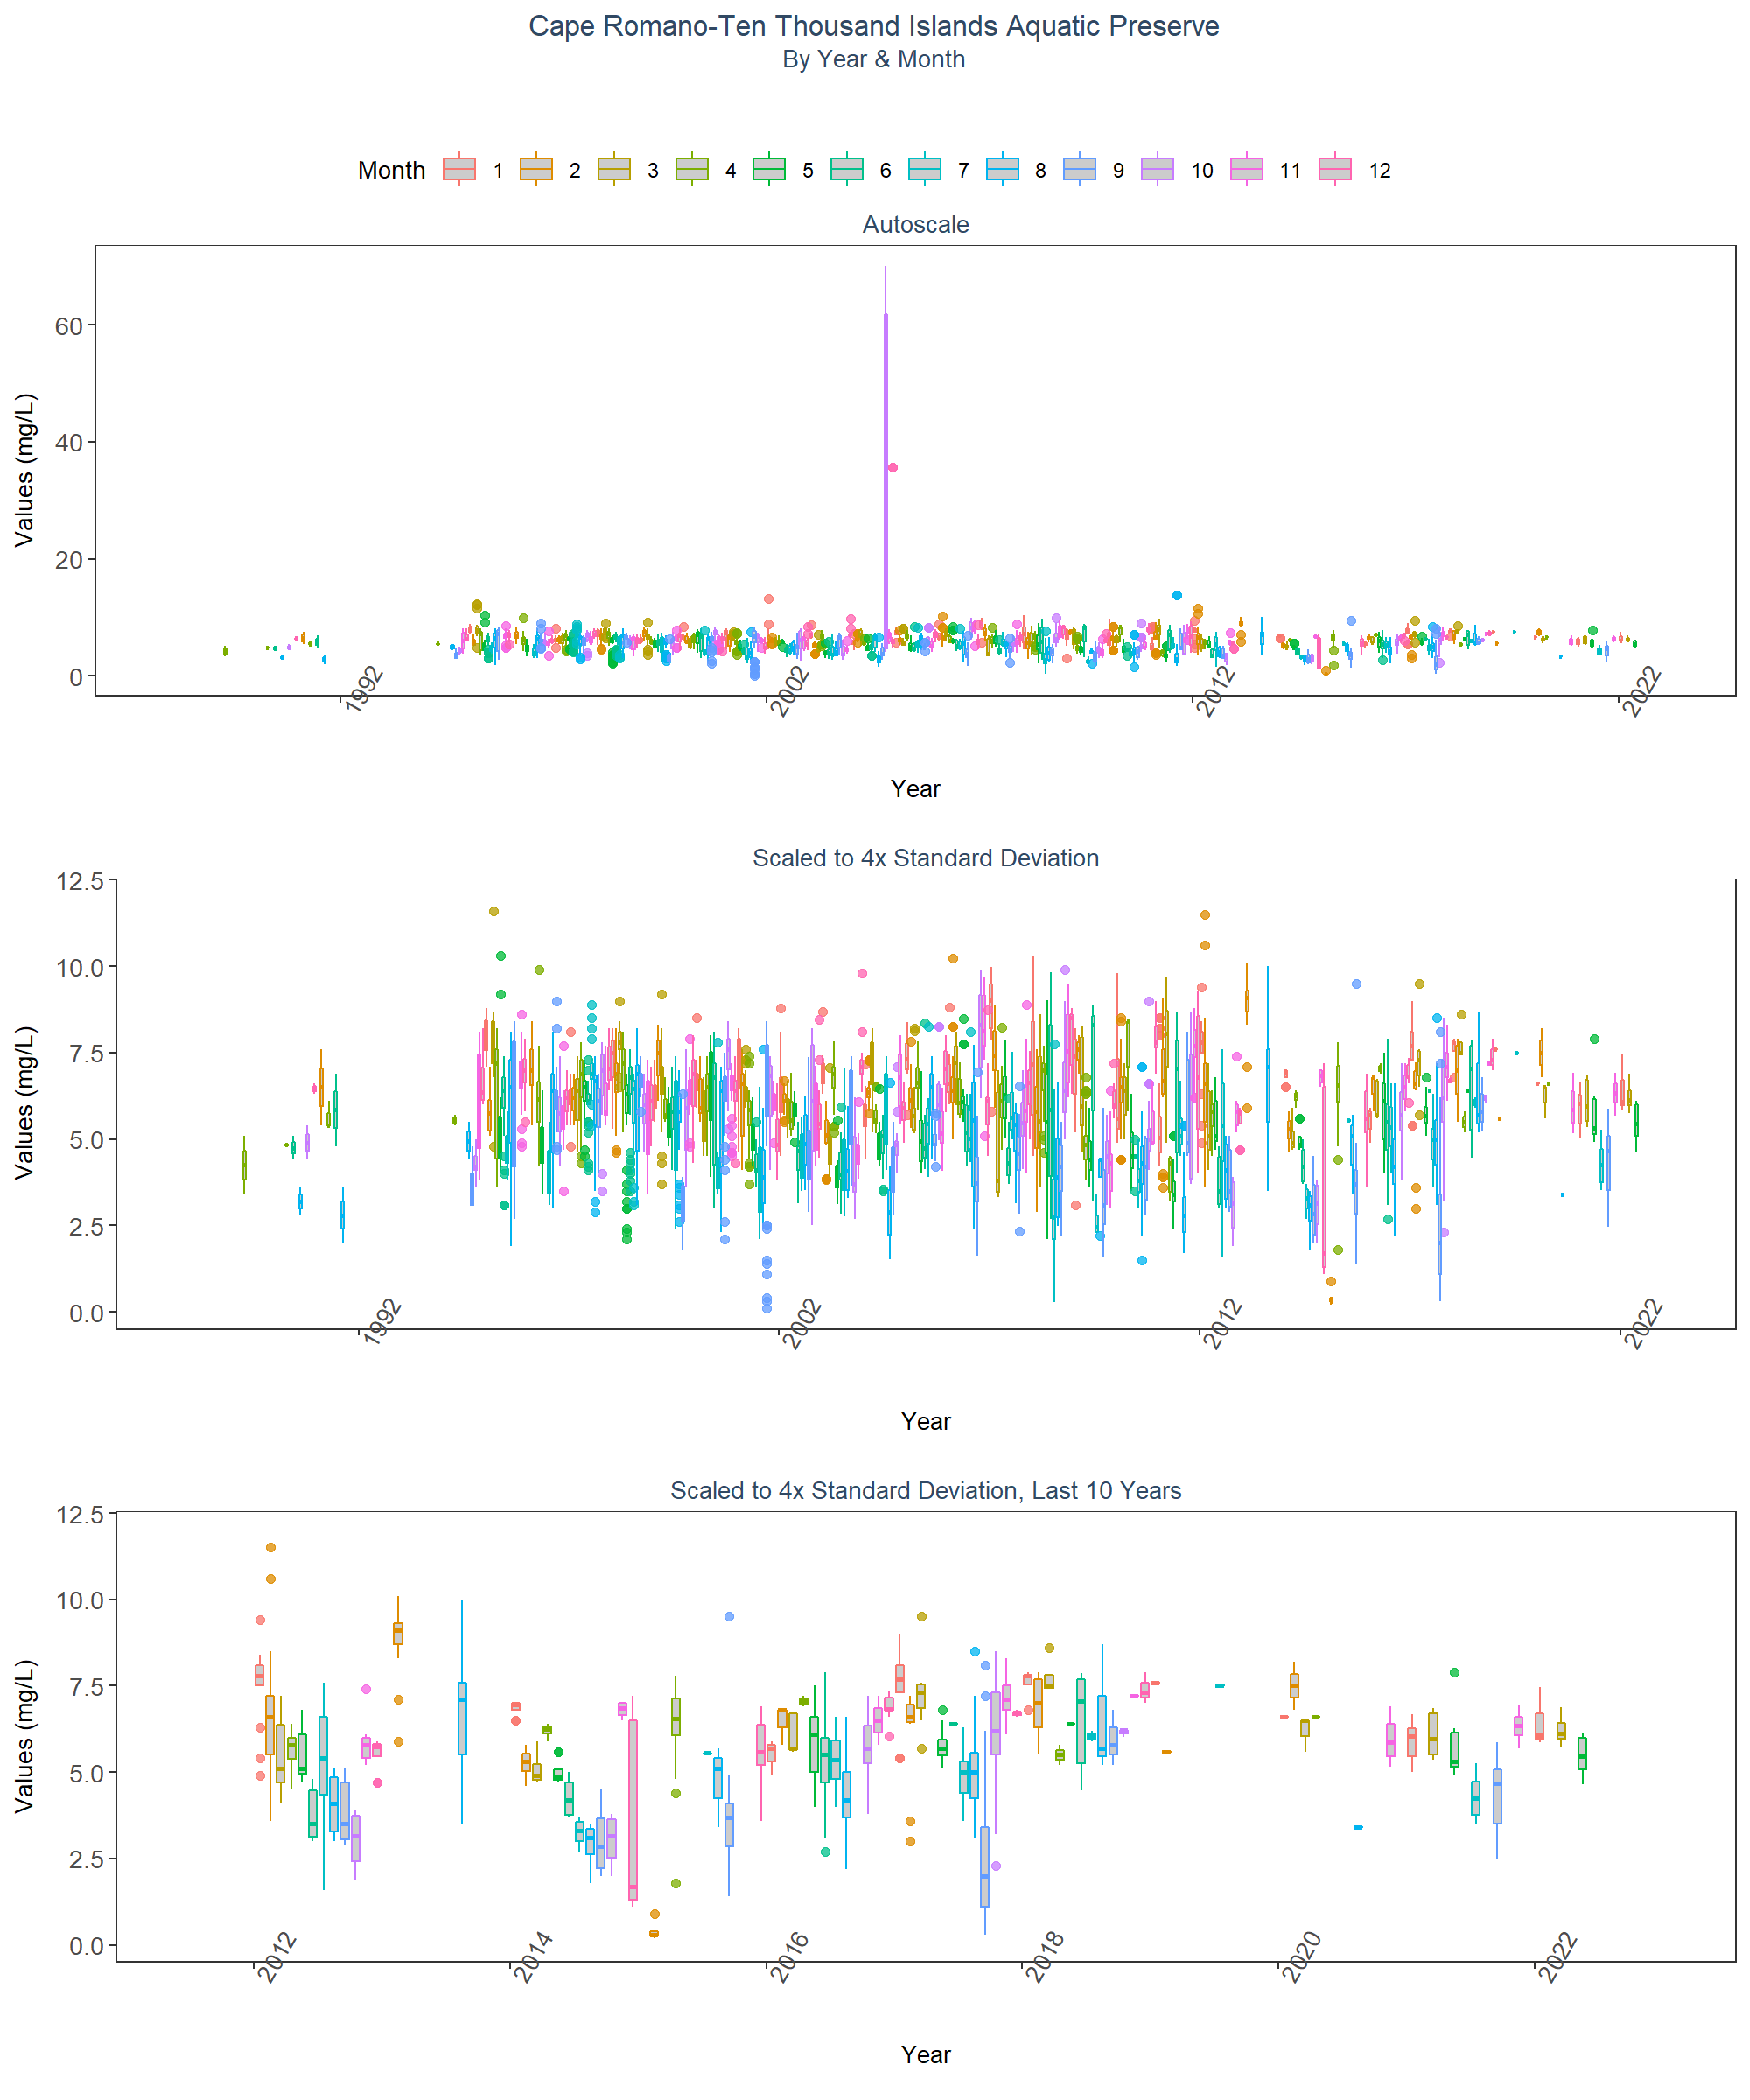 Cape Romano-Ten Thousand Islands Aquatic Preserve
By Year & Month
Month 1 2 3 4 5 6 7 8 9 10 11 12
Autoscale
Values (mg/L)
60
40
20
0
1992 2002 2012 2022
Year
Scaled to 4x Standard Deviation
Values (mg/L)
12.5
10.0
7.5
5.0
2.5
0.0
1992 2002 2012 2022
Year
Scaled to 4x Standard Deviation, Last 10 Years
Values (mg/L)
12.5
10.0
7.5
5.0
2.5
0.0
2012 2014 2016 2018 2020 2022
Year